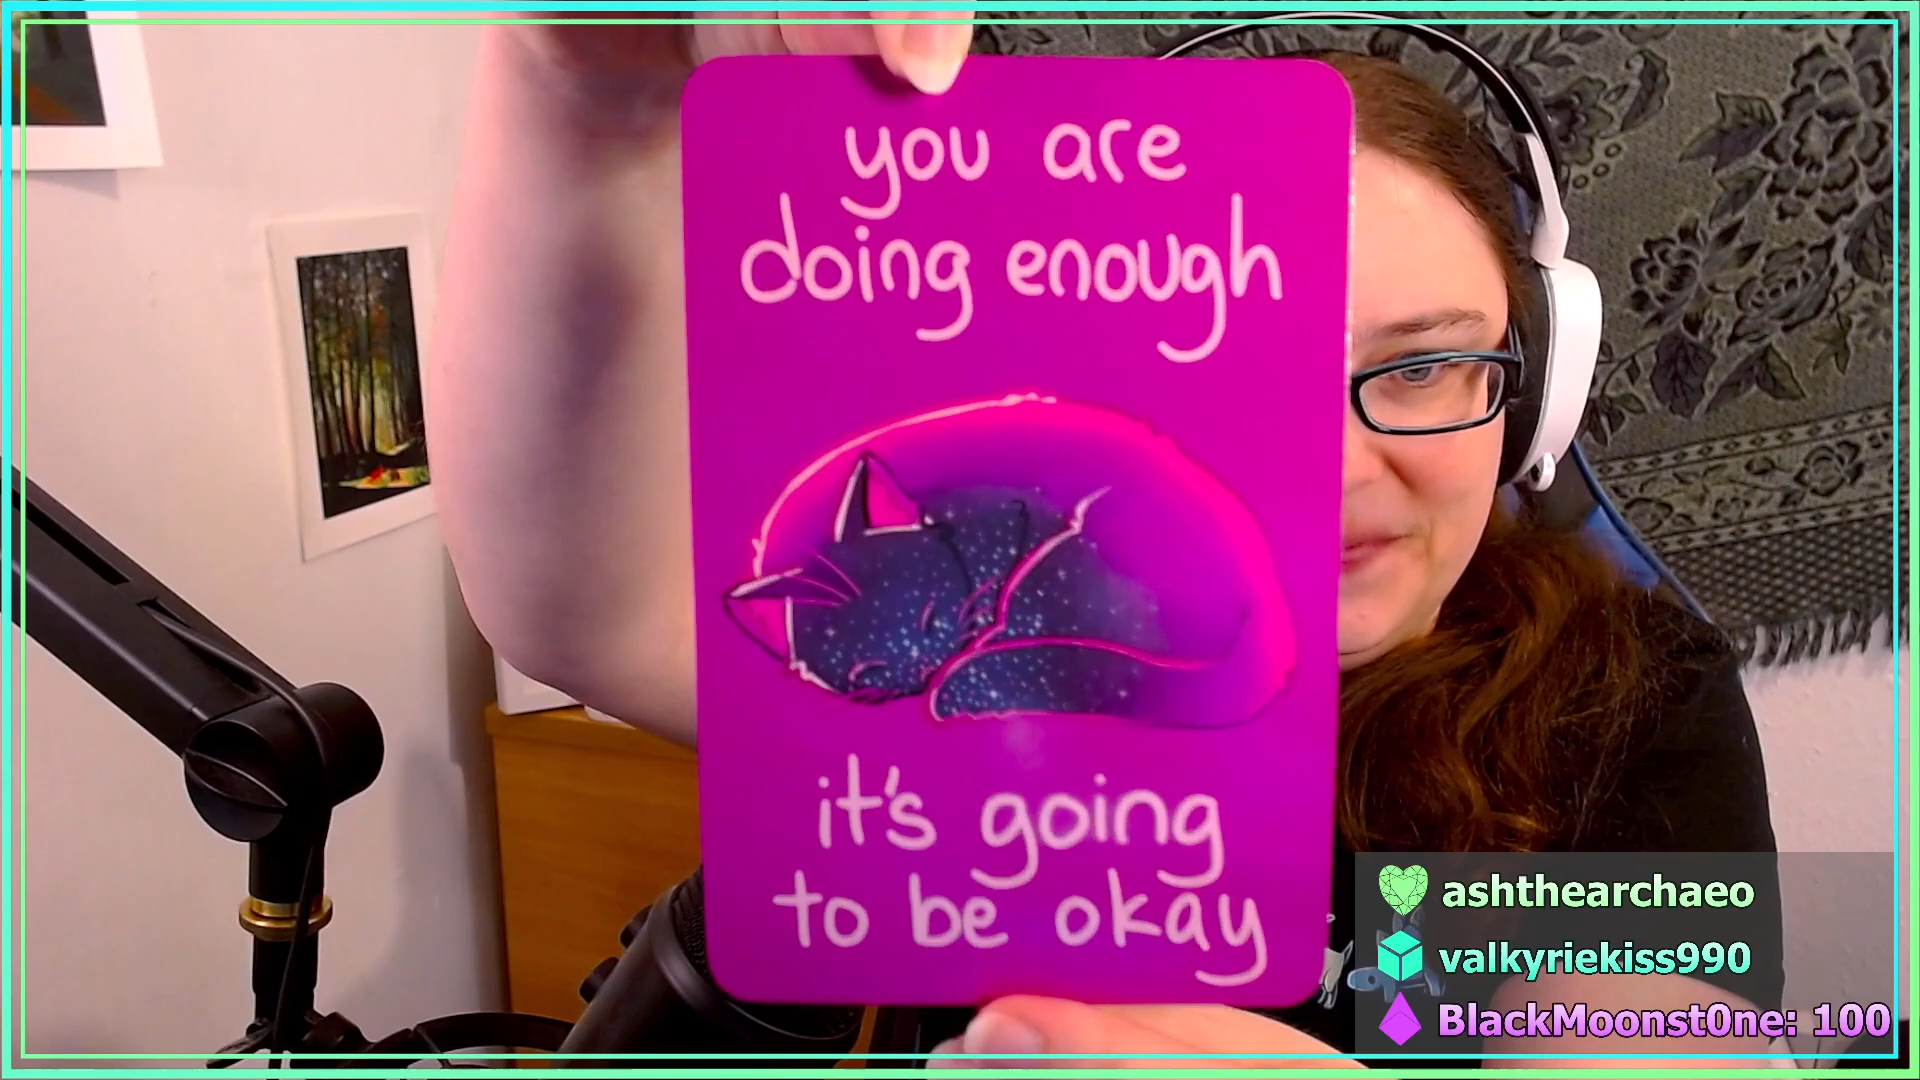 you are
doing enough
it's going
to be okay
ashthearchaeo
valkyriekiss990
BlackMoonst0ne: 100